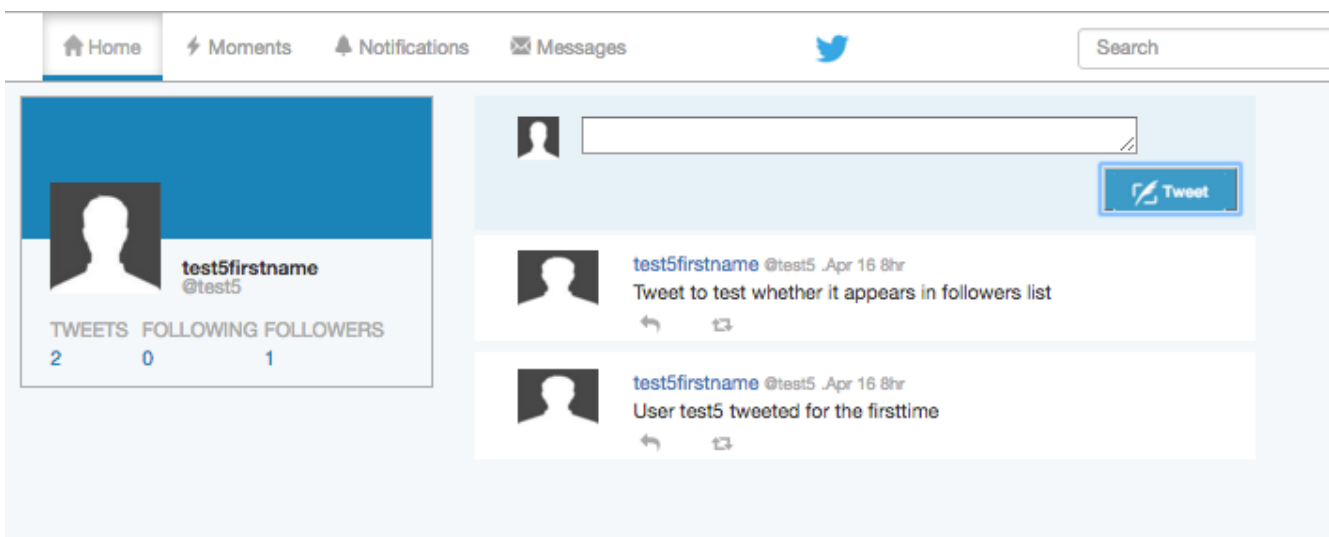 Home Moments Notifications Messages Search
Tweet
test5firstname
@test5
TWEETS FOLLOWING FOLLOWERS
2 0 1
test5firstname @test5 .Apr 16 8hr
Tweet to test whether it appears in followers list
test5firstname @test5 .Apr 16 8hr
User test5 tweeted for the firsttime